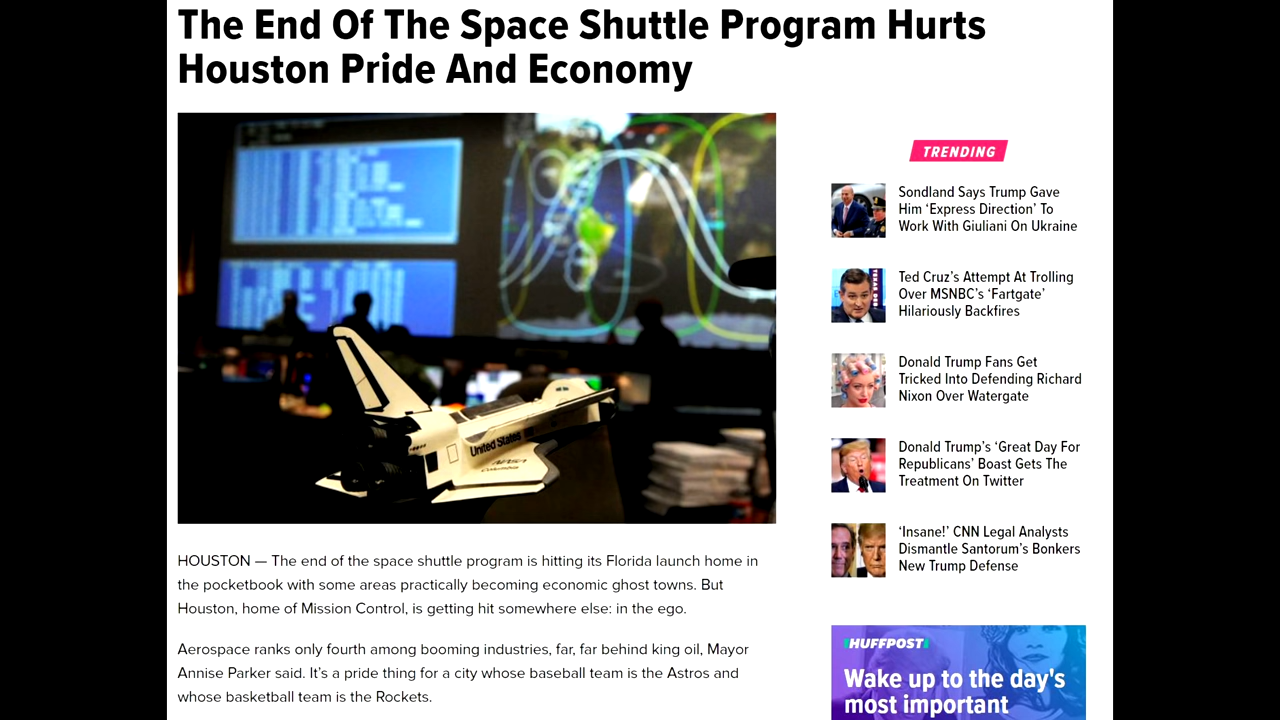 The End Of The Space Shuttle Program Hurts
Houston Pride And Economy
United States
NASA
Columbia
HOUSTON — The end of the space shuttle program is hitting its Florida launch home in
the pocketbook with some areas practically becoming economic ghost towns. But
Houston, home of Mission Control, is getting hit somewhere else: in the ego.
Aerospace ranks only fourth among booming industries, far, far behind king oil, Mayor
Annise Parker said. It’s a pride thing for a city whose baseball team is the Astros and
whose basketball team is the Rockets.
TRENDING
Sondland Says Trump Gave
Him ‘Express Direction’ To
Work With Giuliani On Ukraine
Ted Cruz’s Attempt At Trolling
Over MSNBC’s ‘Fartgate’
Hilariously Backfires
Donald Trump Fans Get
Tricked Into Defending Richard
Nixon Over Watergate
Donald Trump’s ‘Great Day For
Republicans’ Boast Gets The
Treatment On Twitter
‘Insane!’ CNN Legal Analysts
Dismantle Santorum’s Bonkers
New Trump Defense
HUFFPOST
Wake up to the day's
most important